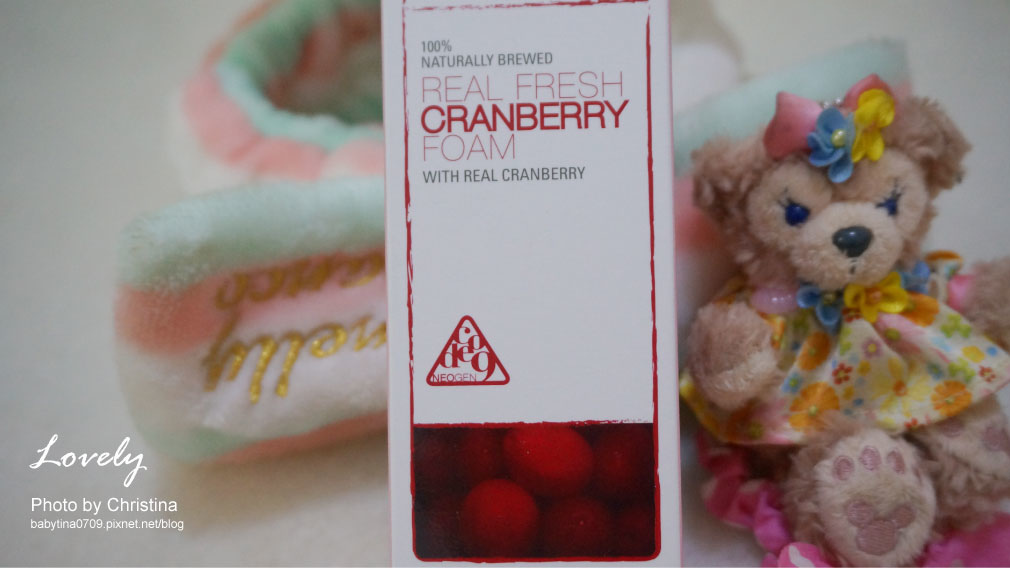 100%
NATURALLY BREWED
REAL FRESH
CRANBERRY
FOAM
WITH REAL CRANBERRY
code9
NEOGEN
Lovely
Photo by Christina
babytina0709.pixnet.net/blog